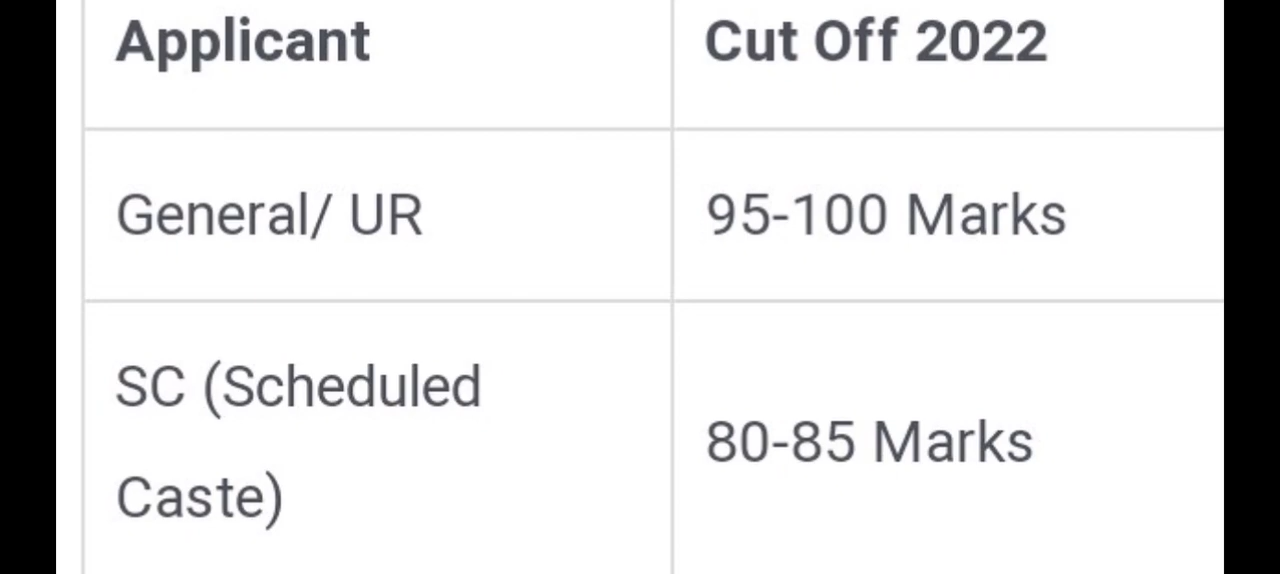 Applicant
Cut Off 2022
General/ UR
95-100 Marks
SC (Scheduled
Caste)
80-85 Marks